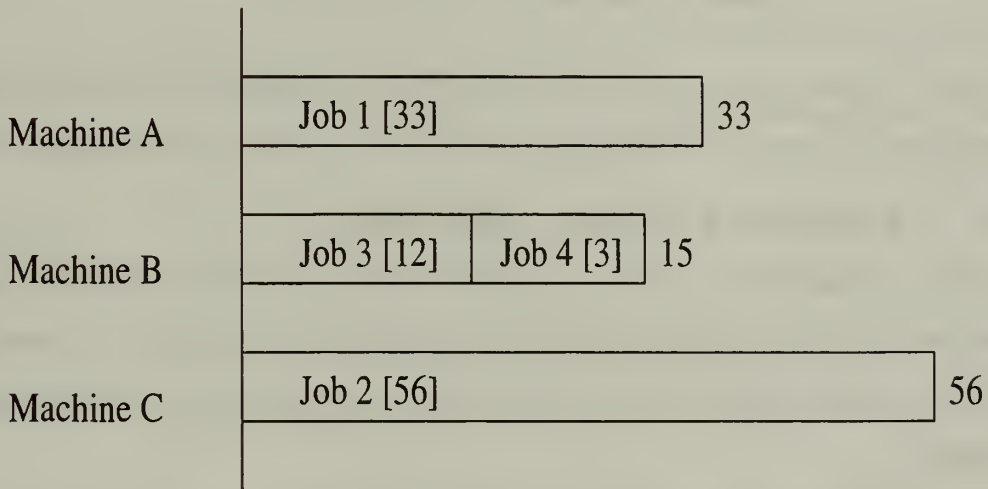 Machine A Job 1 [33] 33
Machine B Job 3 [12] Job 4 [3] 15
Machine C Job 2 [56] 56